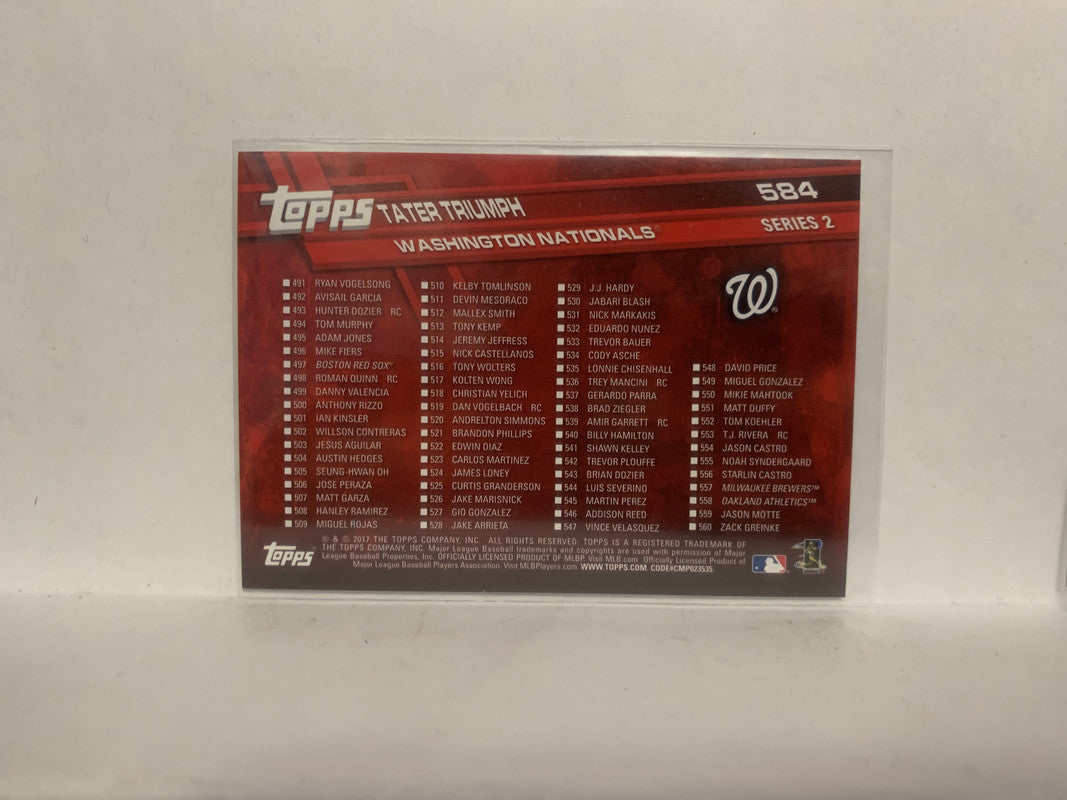 TOPPS TATER TRIUMPH
584
WASHINGTON NATIONALS®
SERIES 2
W
491 RYAN VOGELSONG
492 AVISAIL GARCIA
493 HUNTER DOZIER RC
494 TOM MURPHY
495 ADAM JONES
496 MIKE FIERS
497 BOSTON RED SOX®
498 ROMAN QUINN RC
499 DANNY VALENCIA
500 ANTHONY RIZZO
501 IAN KINSLER
502 WILLSON CONTRERAS
503 JESUS AGUILAR
504 AUSTIN HEDGES
505 SEUNG-HWAN OH
506 JOSE PERAZA
507 MATT GARZA
508 HANLEY RAMIREZ
509 MIGUEL ROJAS
510 KELBY TOMLINSON
511 DEVIN MESORACO
512 MALLEX SMITH
513 TONY KEMP
514 JEREMY JEFFRESS
515 NICK CASTELLANOS
516 TONY WOLTERS
517 KOLTEN WONG
518 CHRISTIAN YELICH
519 DAN VOGELBACH RC
520 ANDRELTON SIMMONS
521 BRANDON PHILLIPS
522 EDWIN DIAZ
523 CARLOS MARTINEZ
524 JAMES LONEY
525 CURTIS GRANDERSON
526 JAKE MARISNICK
527 GIO GONZALEZ
528 JAKE ARRIETA
529 J.J. HARDY
530 JABARI BLASH
531 NICK MARKAKIS
532 EDUARDO NUNEZ
533 TREVOR BAUER
534 CODY ASCHE
535 LONNIE CHISENHALL
536 TREY MANCINI RC
537 GERARDO PARRA
538 BRAD ZIEGLER
539 AMIR GARRETT RC
540 BILLY HAMILTON
541 SHAWN KELLEY
542 TREVOR PLOUFFE
543 BRIAN DOZIER
544 LUIS SEVERINO
545 MARTIN PEREZ
546 ADDISON REED
547 VINCE VELASQUEZ
548 DAVID PRICE
549 MIGUEL GONZALEZ
550 MIKIE MAHTOOK
551 MATT DUFFY
552 TOM KOEHLER
553 T.J. RIVERA RC
554 JASON CASTRO
555 NOAH SYNDERGAARD
556 STARLIN CASTRO
557 MILWAUKEE BREWERS™
558 OAKLAND ATHLETICS™
559 JASON MOTTE
560 ZACK GREINKE
TOPPS®
® & © 2017 THE TOPPS COMPANY, INC. ALL RIGHTS RESERVED. TOPPS IS A REGISTERED TRADEMARK OF
THE TOPPS COMPANY, INC. Major League Baseball trademarks and copyrights are used with permission of Major
League Baseball Properties, Inc. OFFICIALLY LICENSED PRODUCT OF MLBP. Visit MLB.com. Officially Licensed Product of
Major League Baseball Players Association. Visit MLBPlayers.com. WWW.TOPPS.COM. CODE#CMP023535.